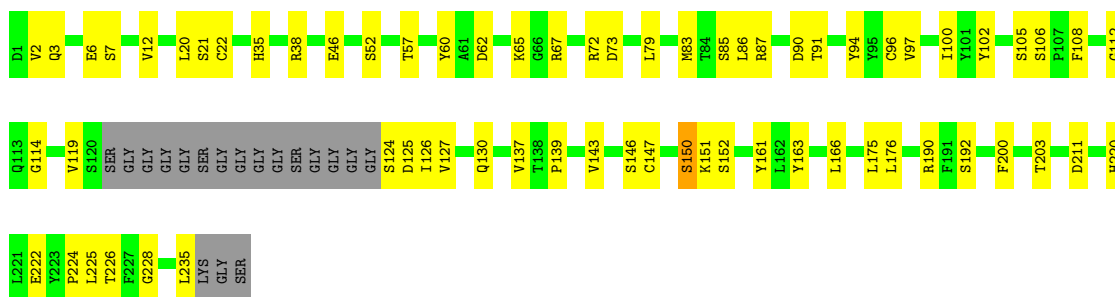 D1 V2 Q3 E6 S7 V12 L20 S21 C22 H35 R38 E46 S52 T57 Y60 A61 D62 K65 G66 R67 R72 D73 L79 M83 T84 S85 L86 R87 D90 T91 Y94 Y95 C96 V97 I100 Y101 Y102 S105 S106 P107 F108 G112
Q113 G114 V119 S120 SER GLY GLY GLY GLY SER GLY GLY GLY GLY SER GLY GLY GLY GLY S124 D125 I126 V127 Q130 V137 T138 P139 V143 S146 C147 S150 K151 S152 Y161 L162 Y163 L166 L175 L176 R190 F191 S192 F200 T203 D211 H220
L221 E222 Y223 P224 L225 T226 F227 G228 L235 LYS GLY SER